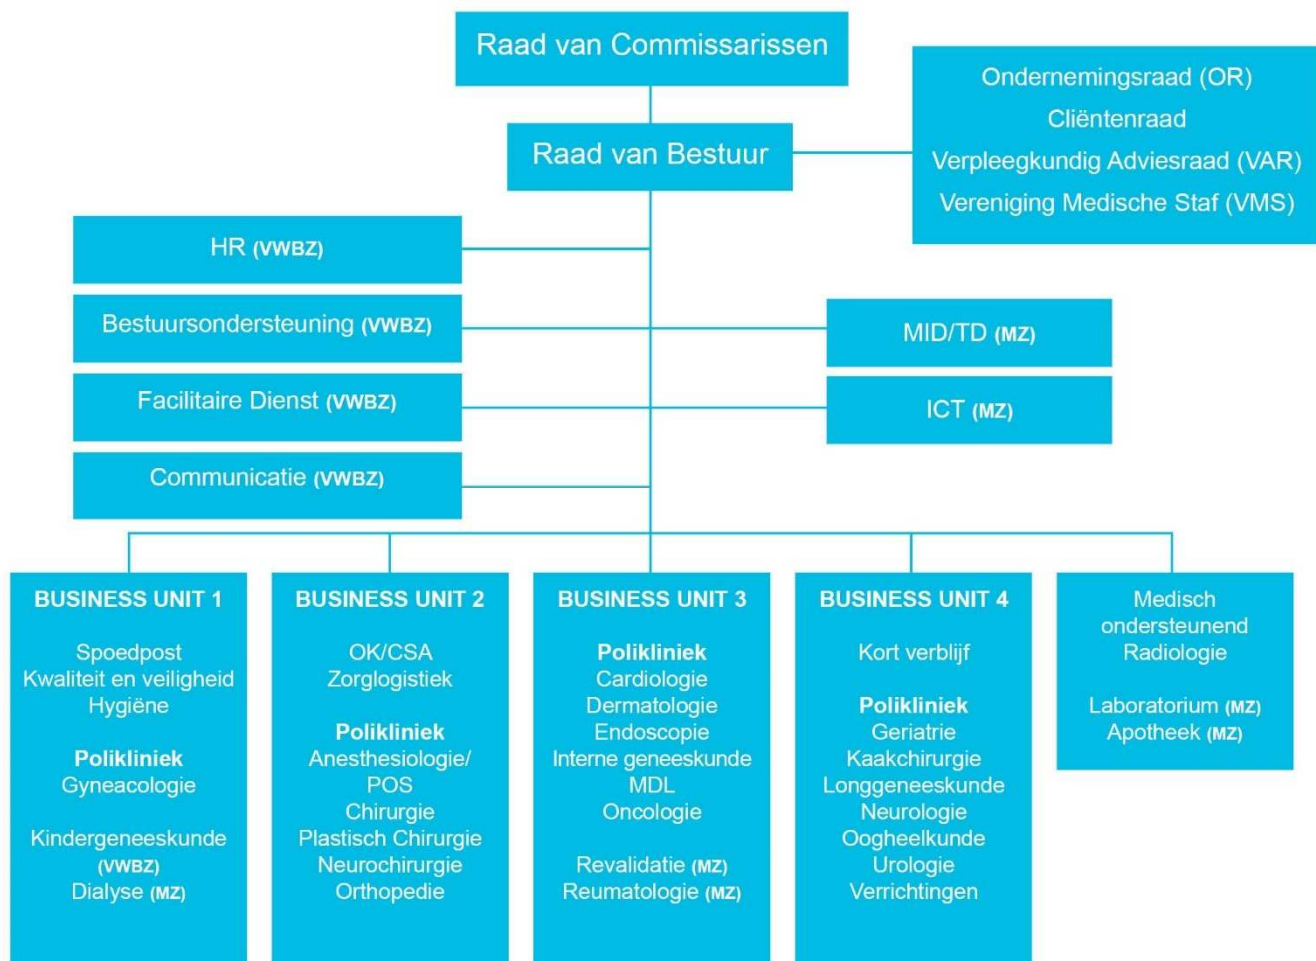 Raad van Commissarissen
Raad van Bestuur
Ondernemingsraad (OR)
Cliëntenraad
Verpleegkundig Adviesraad (VAR)
Vereniging Medische Staf (VMS)
HR (VWBZ)
Bestuursondersteuning (VWBZ)
Facilitaire Dienst (VWBZ)
Communicatie (VWBZ)
MID/TD (MZ)
ICT (MZ)
BUSINESS UNIT 1
Spoedpost
Kwaliteit en veiligheid
Hygiëne
Polikliniek
Gyneacologie
Kindergeneeskunde
(VWBZ)
Dialyse (MZ)
BUSINESS UNIT 2
OK/CSA
Zorglogistiek
Polikliniek
Anesthesiologie/
POS
Chirurgie
Plastisch Chirurgie
Neurochirurgie
Orthopedie
BUSINESS UNIT 3
Polikliniek
Cardiologie
Dermatologie
Endoscopie
Interne geneeskunde
MDL
Oncologie
Revalidatie (MZ)
Reumatologie (MZ)
BUSINESS UNIT 4
Kort verblijf
Polikliniek
Geriatrie
Kaakchirurgie
Longgeneeskunde
Neurologie
Oogheelkunde
Urologie
Verrichtingen
Medisch
ondersteunend
Radiologie
Laboratorium (MZ)
Apotheek (MZ)